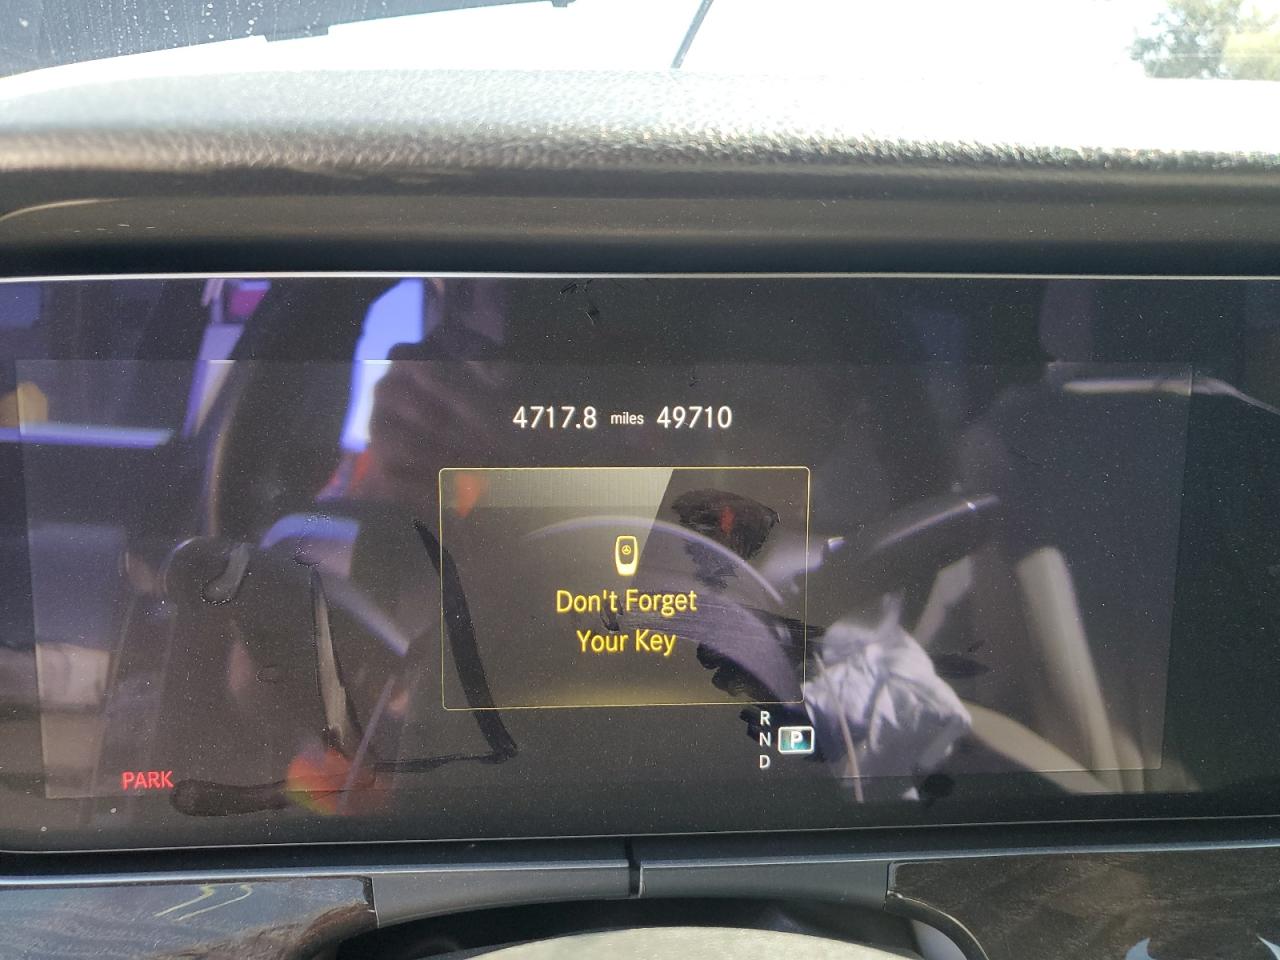 4717.8 miles 49710
Don't Forget
Your Key
R
N P
D
PARK